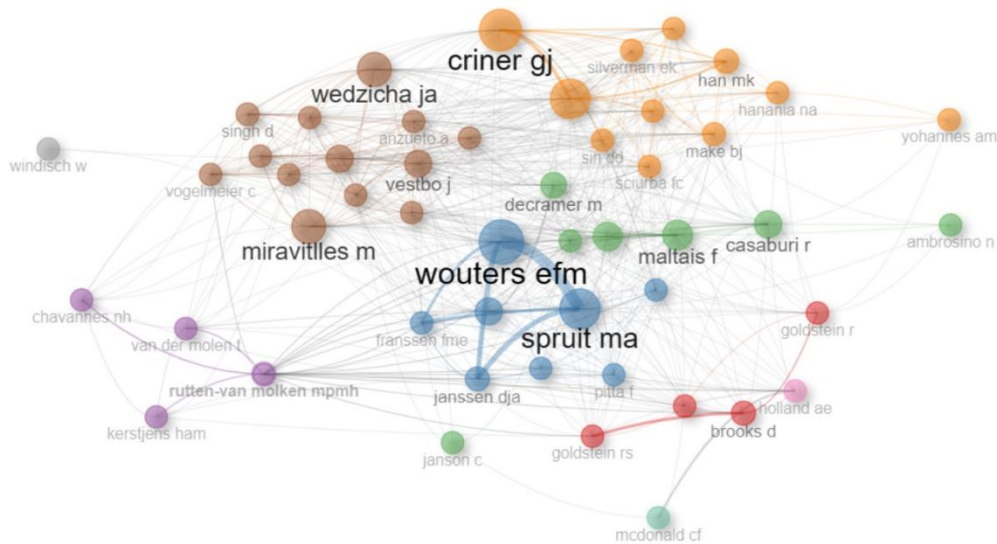 criner gj
silverman ek
han mk
wedzicha ja
hanania na
singh d
anzueto a
yohannes am
sin dd
make bj
windisch w
vogelmeier c
vestbo j
sciurba fc
decramer m
miravitlles m
maltais f
casaburi r
ambrosino n
wouters efm
chavannes nh
van der molen t
franssen fme
spruit ma
goldstein r
rutten-van molken mpmh
janssen dja
pitta f
holland ae
kerstjens ham
brooks d
janson c
goldstein rs
mcdonald cf